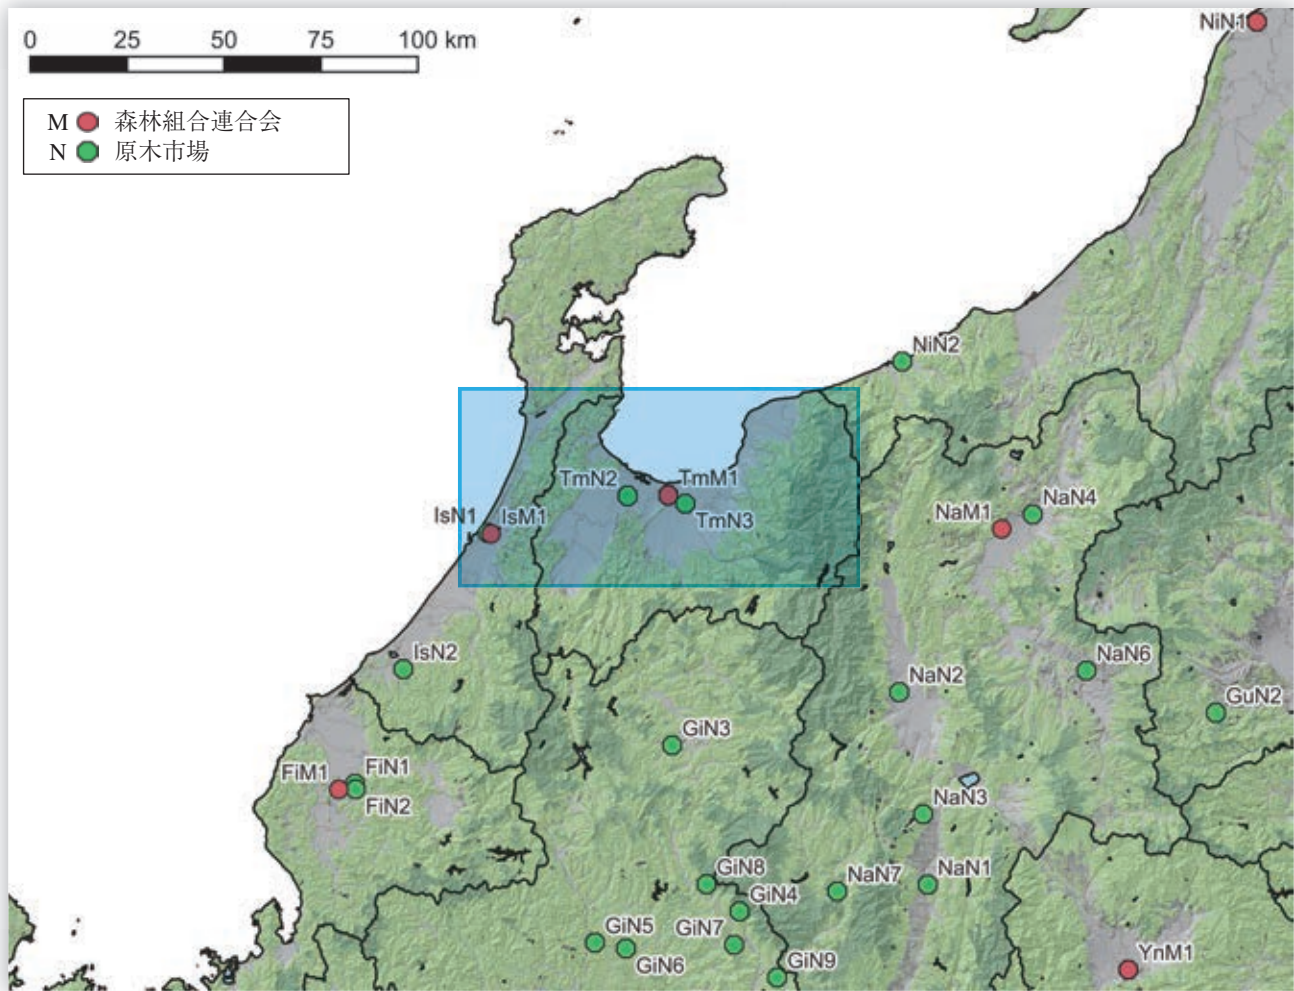 0 25 50 75 100 km
M 森林組合連合会
N 原木市場
NiN1
NiN2
TmN2
TmM1
TmN3
IsN1
IsM1
NaM1
NaN4
IsN2
NaN2
NaN6
GuN2
GiN3
FiM1
FiN1
FiN2
NaN3
GiN8
NaN7
NaN1
GiN4
GiN5
GiN7
GiN6
GiN9
YnM1